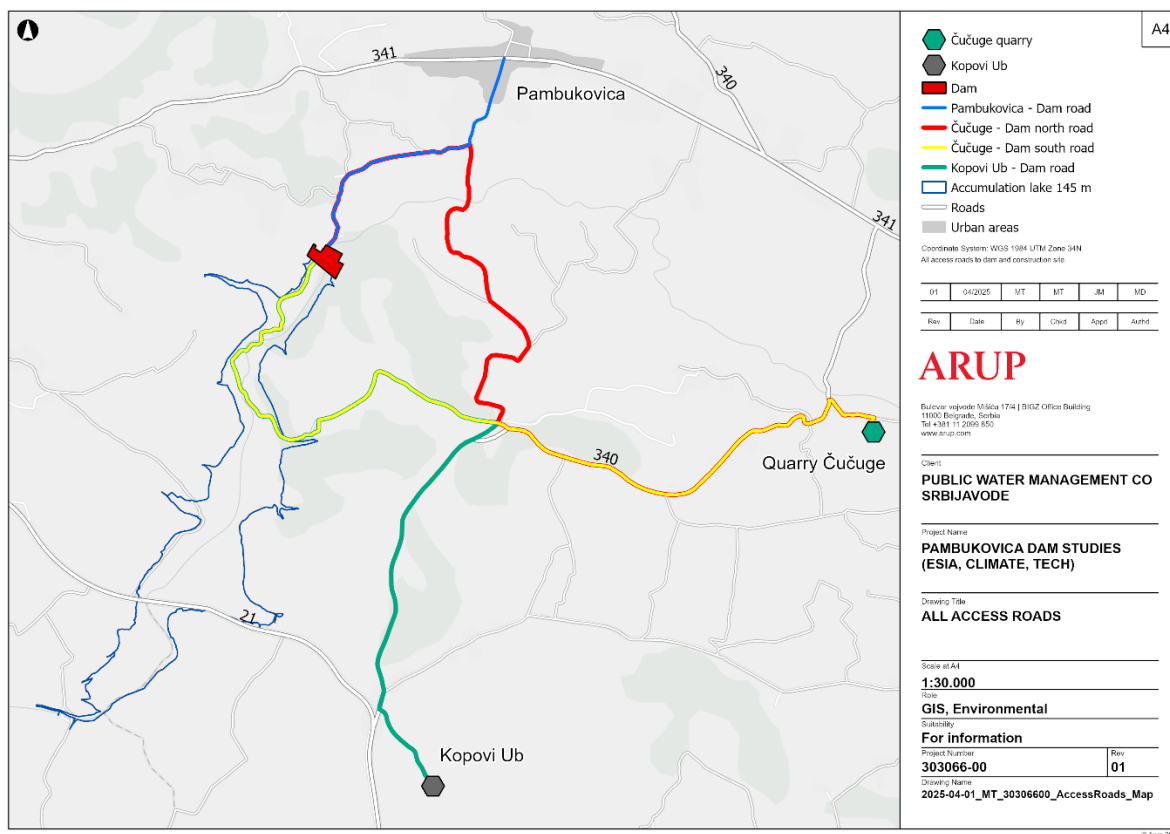 341
340
Pambukovica
341
340
Quarry Čučuge
21
Kopovi Ub
A4
Čučuge quarry
Kopovi Ub
Dam
Pambukovica - Dam road
Čučuge - Dam north road
Čučuge - Dam south road
Kopovi Ub - Dam road
Accumulation lake 145 m
Roads
Urban areas
Coordinate System: WGS 1984 UTM Zone 34N
All access roads to dam and construction site.
01 04/2025 MT MT JM MD
Rev Date By Chkd Appd Authd
ARUP
Bulevar vojvode Mišića 17/4 | BIGZ Office Building
11000 Belgrade, Serbia
Tel +381 11 2099 850
www.arup.com
Client
PUBLIC WATER MANAGEMENT CO
SRBIJAVODE
Project Name
PAMBUKOVICA DAM STUDIES
(ESIA, CLIMATE, TECH)
Drawing Title
ALL ACCESS ROADS
Scale at A4
1:30.000
Role
GIS, Environmental
Suitability
For information
Project Number Rev
303066-00 01
Drawing Name
2025-04-01_MT_30306600_AccessRoads_Map